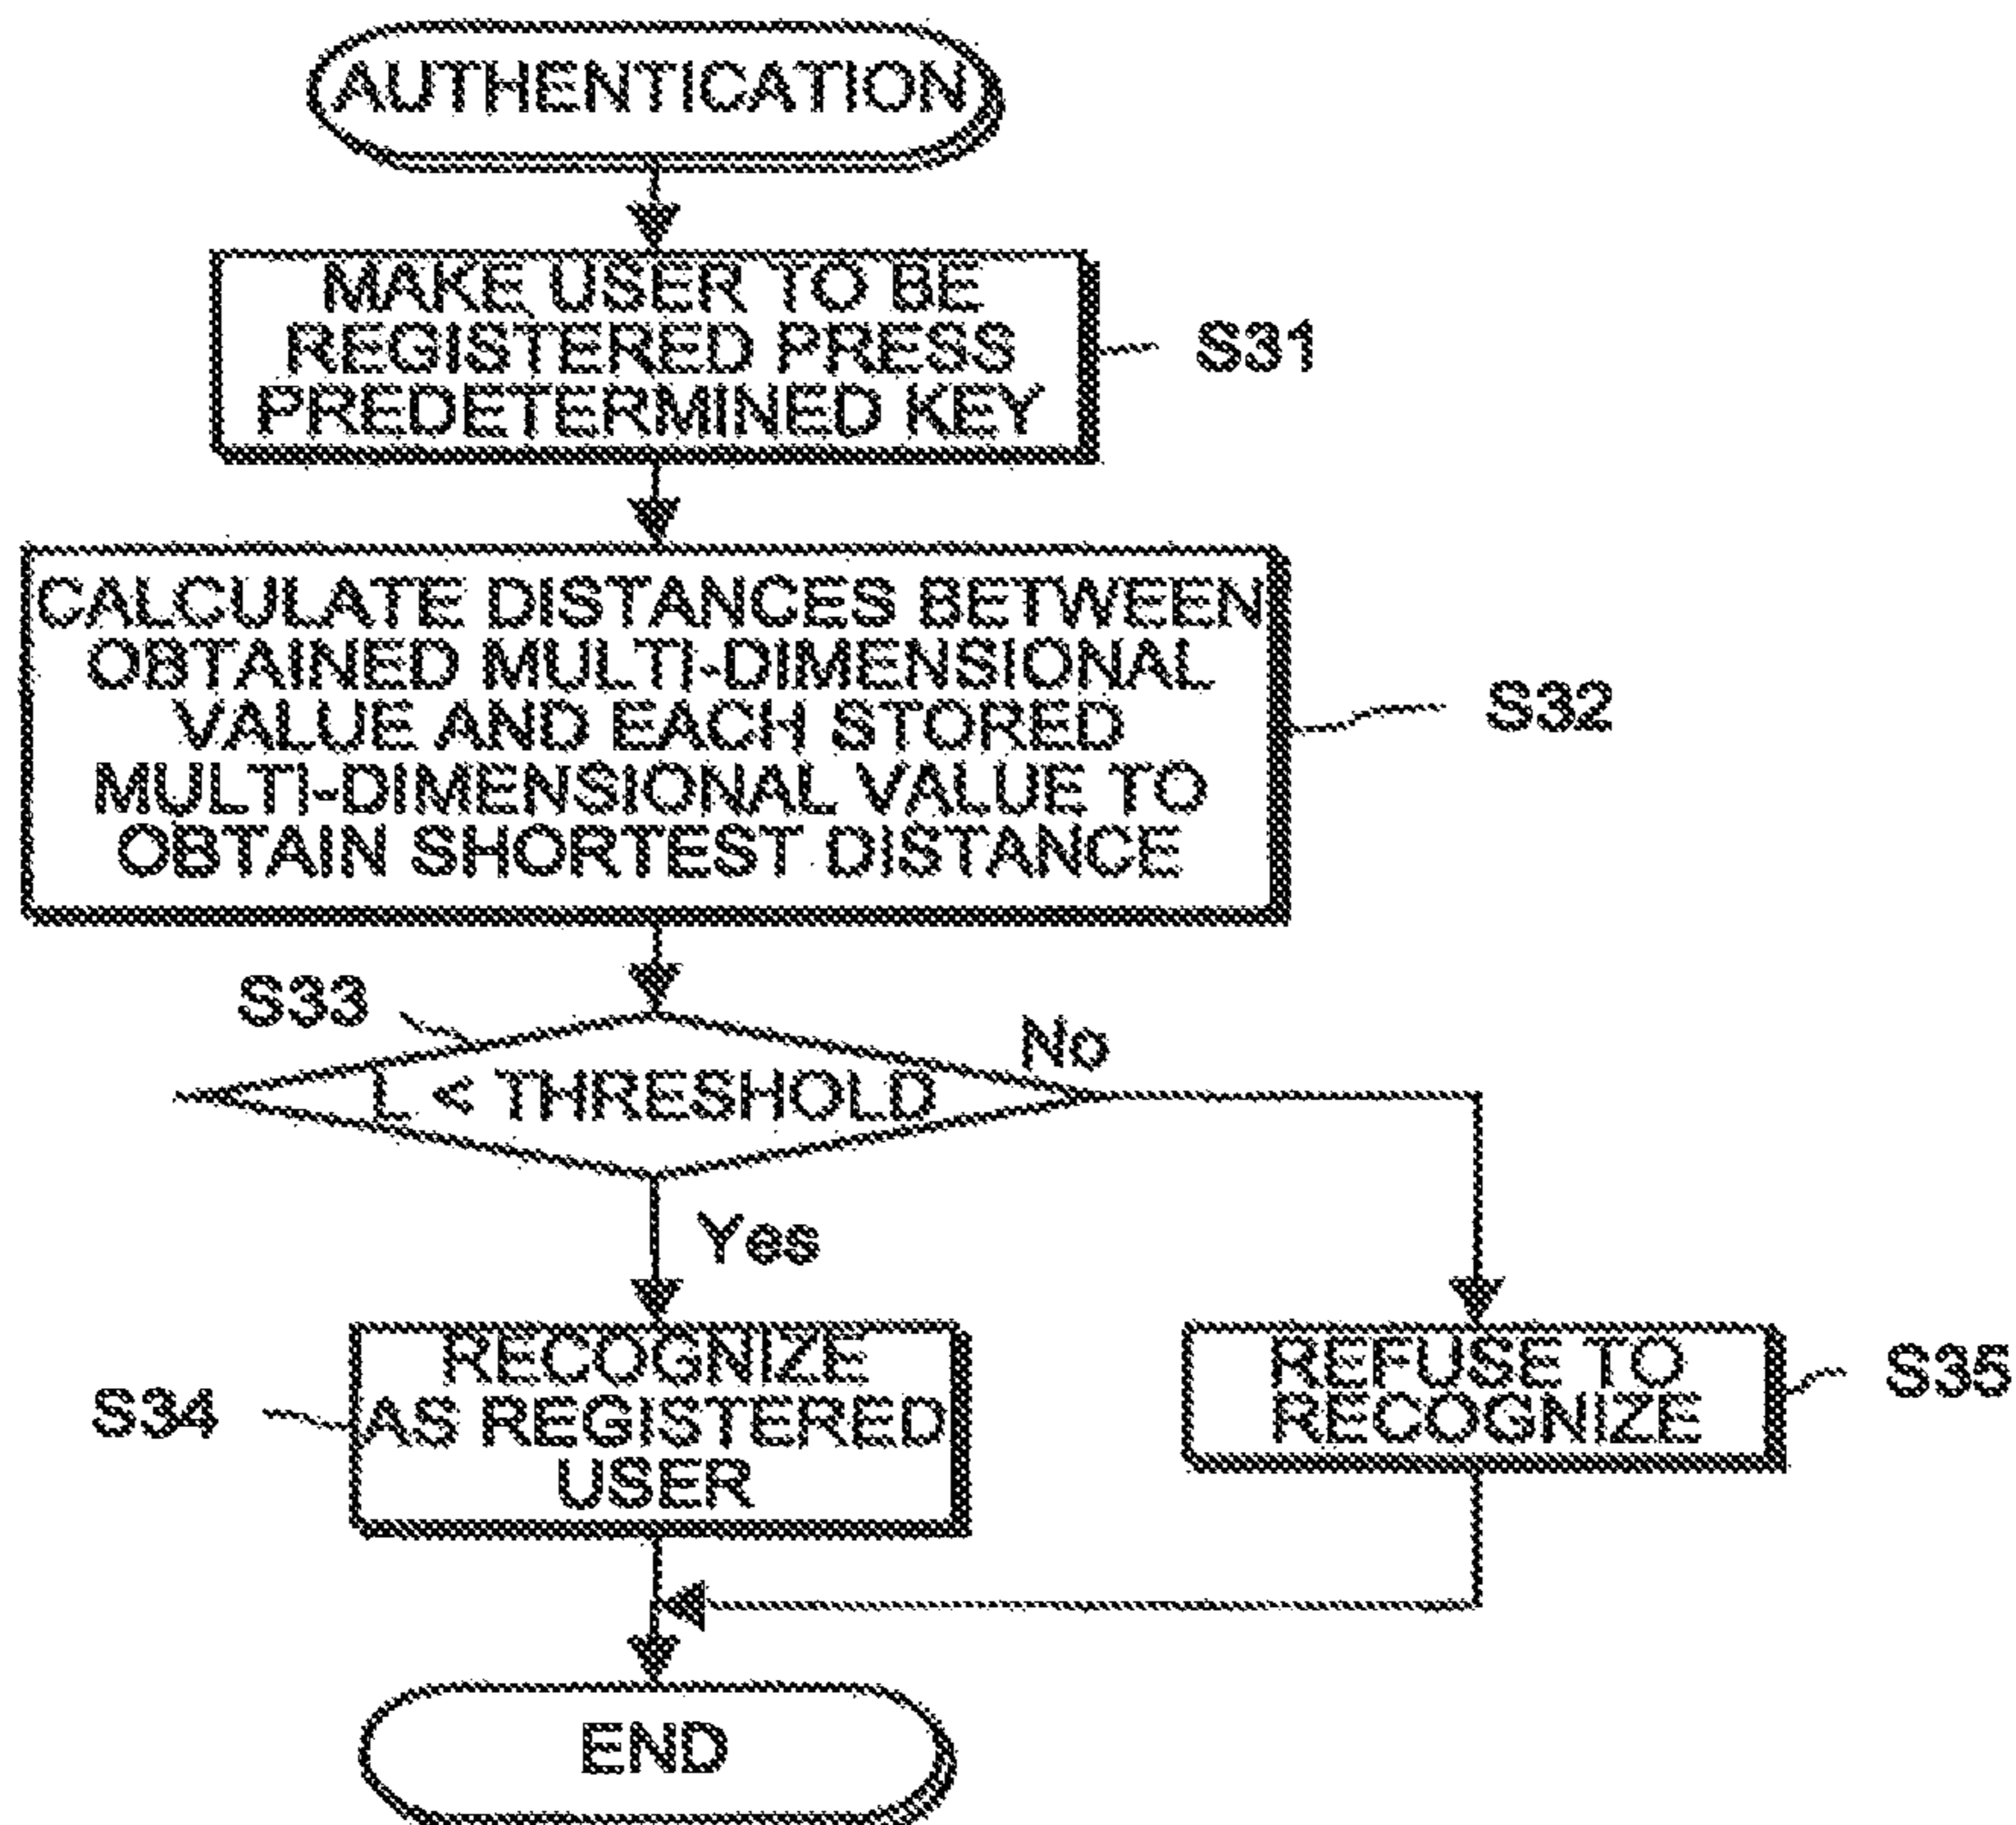 AUTHENTICATION
MAKE USER TO BE
REGISTERED PRESS
PREDETERMINED KEY
S31
CALCULATE DISTANCES BETWEEN
OBTAINED MULTI-DIMENSIONAL
VALUE AND EACH STORED
MULTI-DIMENSIONAL VALUE TO
OBTAIN SHORTEST DISTANCE
S32
S33
L < THRESHOLD
No
Yes
RECOGNIZE
AS REGISTERED
USER
S34
REFUSE TO
RECOGNIZE
S35
END